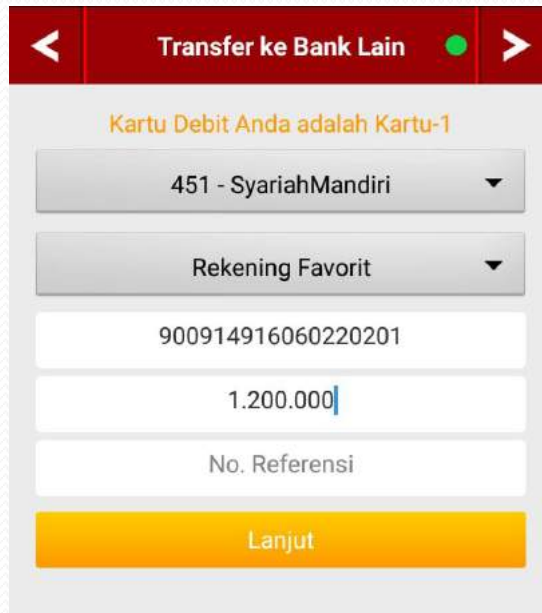 Transfer ke Bank Lain
Kartu Debit Anda adalah Kartu-1
451 - SyariahMandiri
Rekening Favorit
900914916060220201
1.200.000
No. Referensi
Lanjut